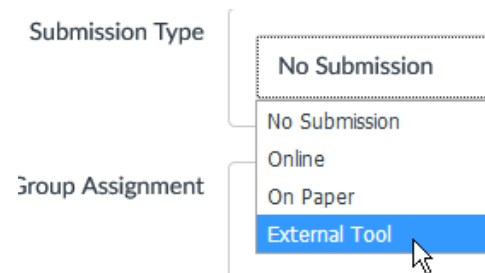 Submission Type
No Submission
No Submission
Online
On Paper
Group Assignment
External Tool